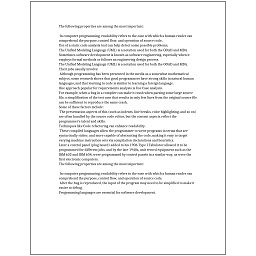 The following properties are among the most important:
In computer programming, readability refers to the ease with which a human reader can
comprehend the purpose, control flow, and operation of source code.
Use of a static code analysis tool can help detect some possible problems.
The Unified Modeling Language (UML) is a notation used for both the OOAD and MDA.
Sometimes software development is known as software engineering, especially when it
employs formal methods or follows an engineering design process.
The Unified Modeling Language (UML) is a notation used for both the OOAD and MDA.
Their jobs usually involve:
Although programming has been presented in the media as a somewhat mathematical
subject, some research shows that good programmers have strong skills in natural human
languages, and that learning to code is similar to learning a foreign language.
One approach popular for requirements analysis is Use Case analysis.
For example, when a bug in a compiler can make it crash when parsing some large source
file, a simplification of the test case that results in only few lines from the original source file
can be sufficient to reproduce the same crash.
Some of these factors include:
The presentation aspects of this (such as indents, line breaks, color highlighting, and so on)
are often handled by the source code editor, but the content aspects reflect the
programmer's talent and skills.
Techniques like Code refactoring can enhance readability.
These compiled languages allow the programmer to write programs in terms that are
syntactically richer, and more capable of abstracting the code, making it easy to target
varying machine instruction sets via compilation declarations and heuristics.
Later a control panel (plug board) added to his 1906 Type I Tabulator allowed it to be
programmed for different jobs, and by the late 1940s, unit record equipment such as the
IBM 602 and IBM 604, were programmed by control panels in a similar way, as were the
first electronic computers.
The following properties are among the most important:
In computer programming, readability refers to the ease with which a human reader can
comprehend the purpose, control flow, and operation of source code.
After the bug is reproduced, the input of the program may need to be simplified to make it
easier to debug.
Programming languages are essential for software development.